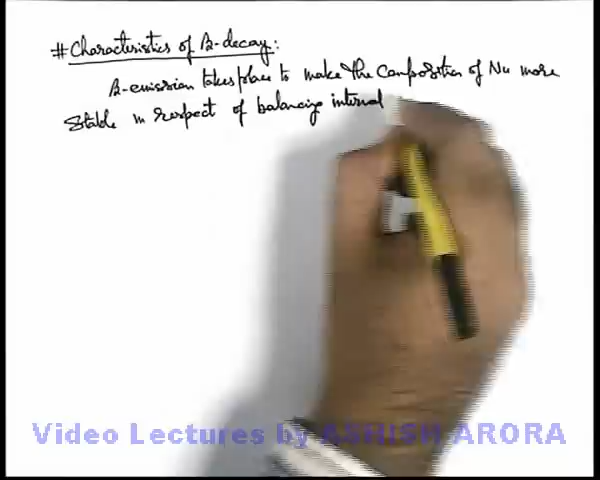 # Characteristics of β-decay :
β-emission takes place to make the Composition of Nu more
Stable in respect of balancing internal
Video Lectures by ASHISH ARORA